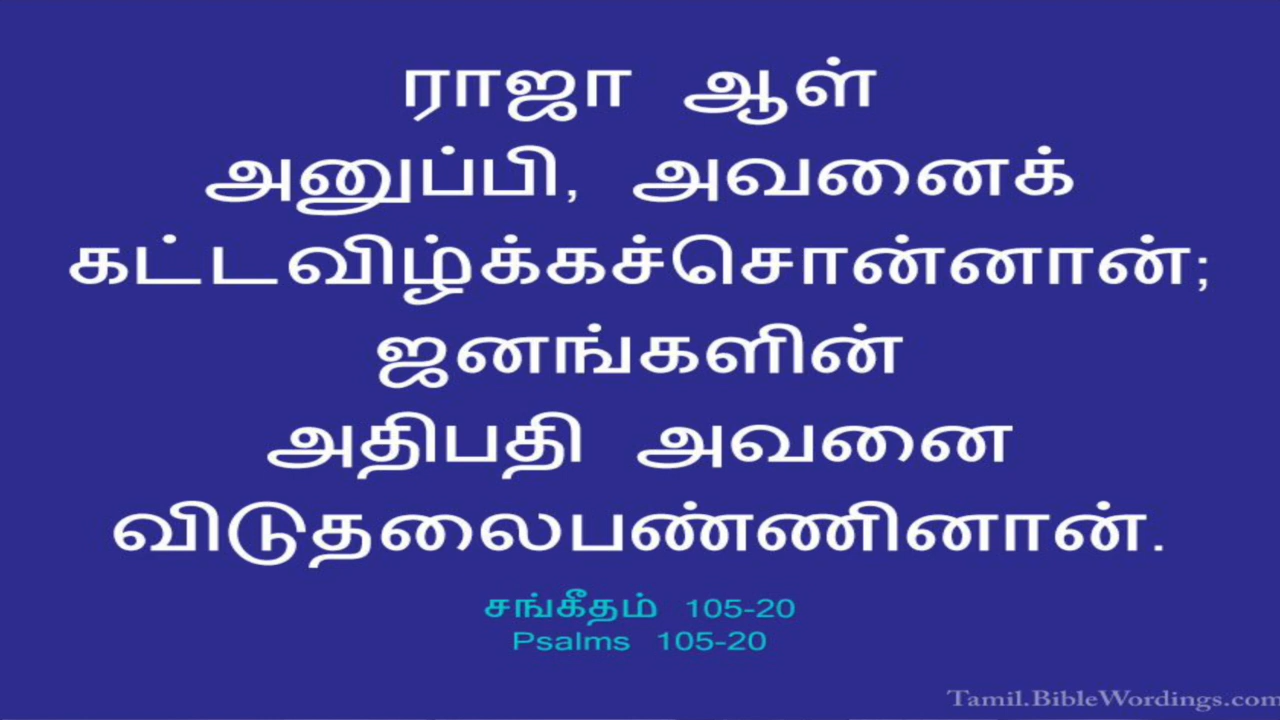 ராஜா ஆள்
அனுப்பி, அவனைக்
கட்டவிழ்க்கச்சொன்னான்;
ஜனங்களின்
அதிபதி அவனை
விடுதலைபண்ணினான்.
சங்கீதம் 105-20
Psalms 105-20
Tamil.BibleWordings.com